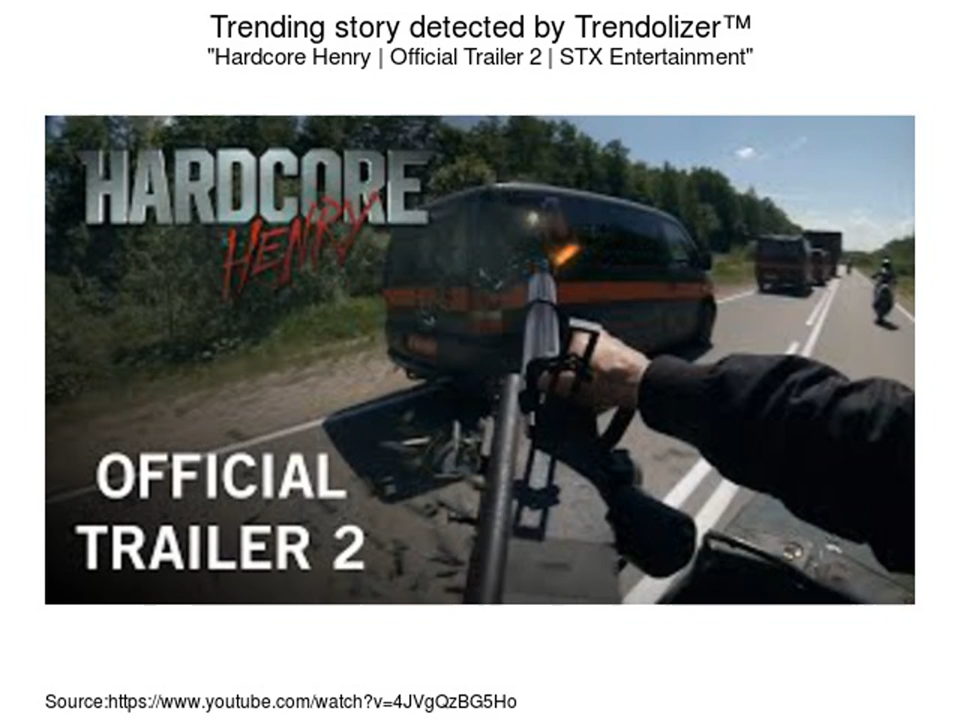 Trending story detected by Trendolizer™
"Hardcore Henry | Official Trailer 2 | STX Entertainment"
HARDCORE
HENRY
OFFICIAL
TRAILER 2
Source:https://www.youtube.com/watch?v=4JVgQzBG5Ho